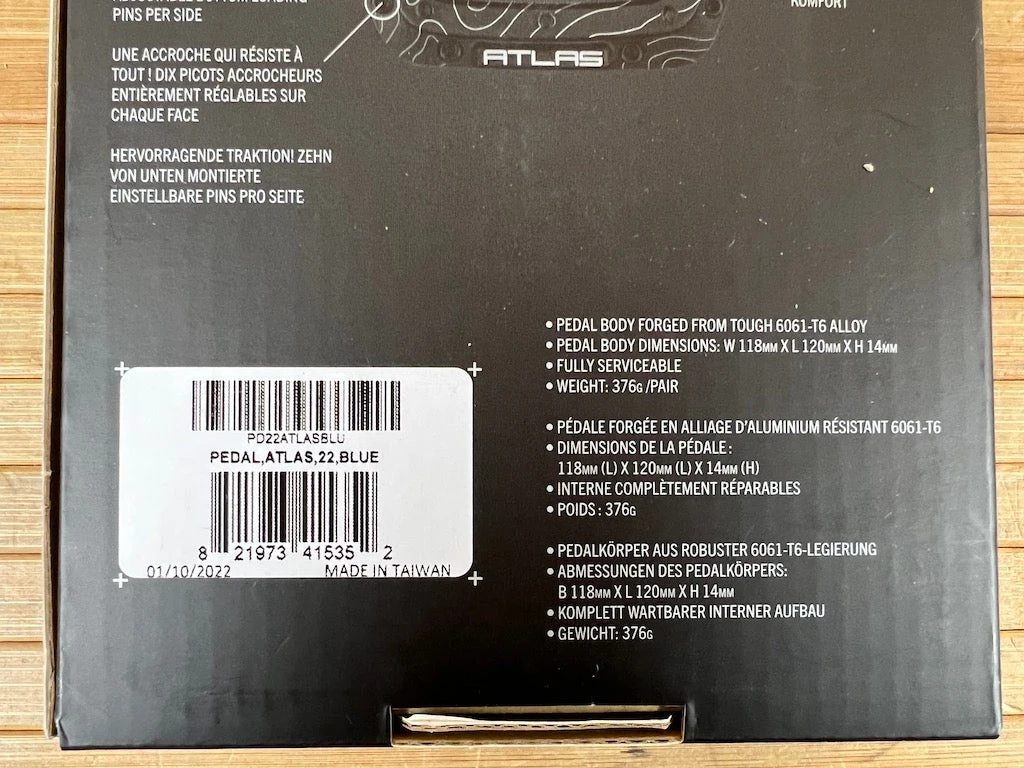 PINS PER SIDE
UNE ACCROCHE QUI RÉSISTE À
TOUT ! DIX PICOTS ACCROCHEURS
ENTIÈREMENT RÉGLABLES SUR
CHAQUE FACE
HERVORRAGENDE TRAKTION! ZEHN
VON UNTEN MONTIERTE
EINSTELLBARE PINS PRO SEITE
ATLAS
KOMFORT
• PEDAL BODY FORGED FROM TOUGH 6061-T6 ALLOY
• PEDAL BODY DIMENSIONS: W 118MM X L 120MM X H 14MM
• FULLY SERVICEABLE
• WEIGHT: 376G /PAIR
• PÉDALE FORGÉE EN ALLIAGE D'ALUMINIUM RÉSISTANT 6061-T6
• DIMENSIONS DE LA PÉDALE :
118MM (L) X 120MM (L) X 14MM (H)
• INTERNE COMPLÈTEMENT RÉPARABLES
• POIDS : 376G
• PEDALKÖRPER AUS ROBUSTER 6061-T6-LEGIERUNG
• ABMESSUNGEN DES PEDALKÖRPERS:
B 118MM X L 120MM X H 14MM
• KOMPLETT WARTBARER INTERNER AUFBAU
• GEWICHT: 376G
PD22ATLASBLU
PEDAL,ATLAS,22,BLUE
8 21973 41535 2
01/10/2022 MADE IN TAIWAN